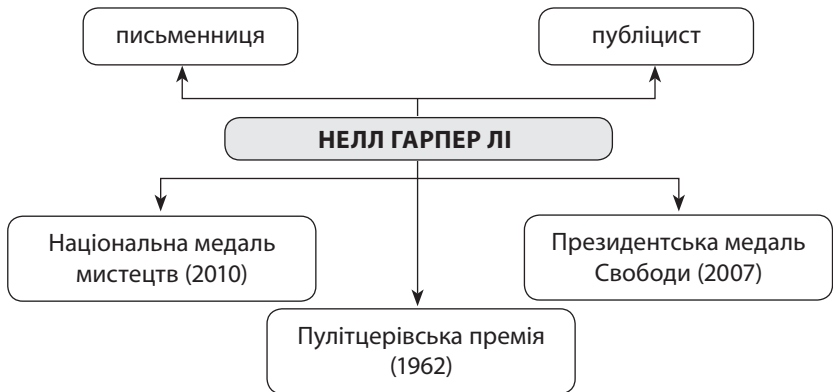 письменниця
публіцист
НЕЛЛ ГАРПЕР ЛІ
Національна медаль
мистецтв (2010)
Президентська медаль
Свободи (2007)
Пулітцерівська премія
(1962)